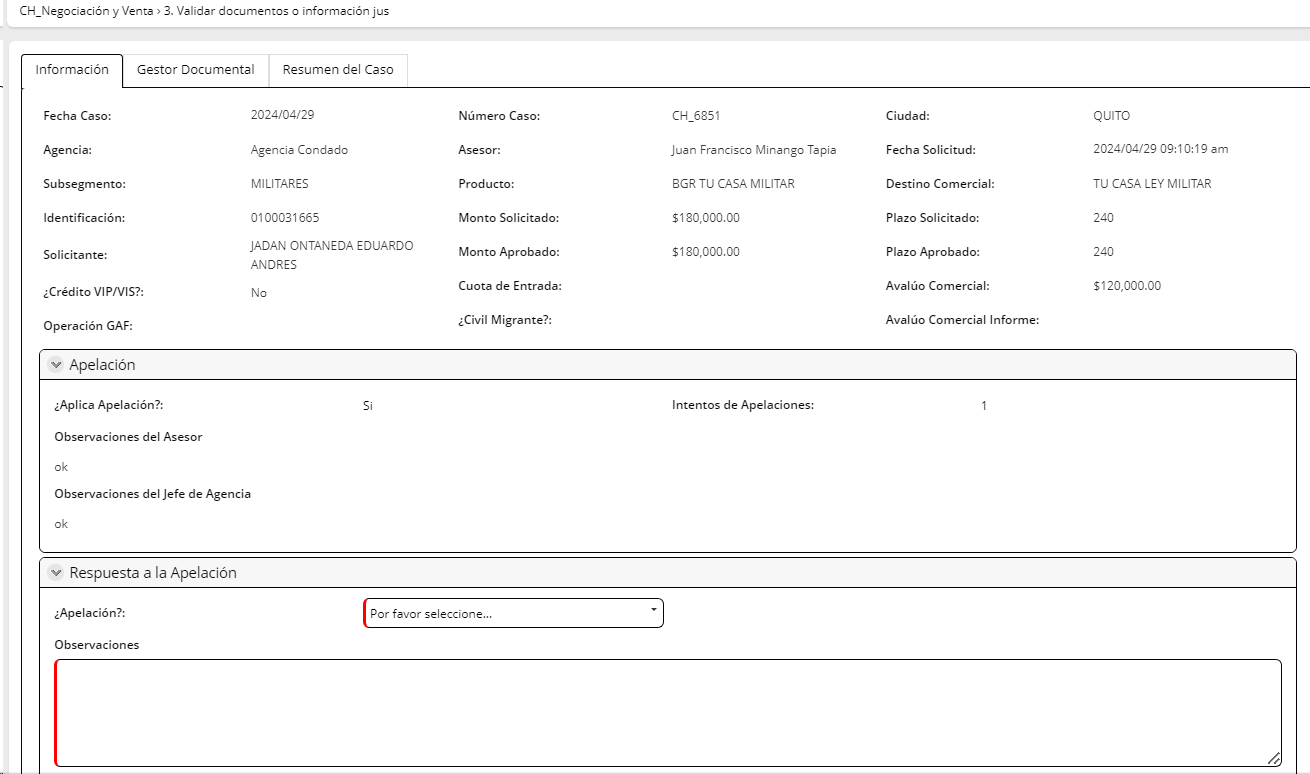 CH_Negociación y Venta › 3. Validar documentos o información jus
Información Gestor Documental Resumen del Caso
Fecha Caso: 2024/04/29 Número Caso: CH_6851 Ciudad: QUITO
Agencia: Agencia Condado Asesor: Juan Francisco Minango Tapia Fecha Solicitud: 2024/04/29 09:10:19 am
Subsegmento: MILITARES Producto: BGR TU CASA MILITAR Destino Comercial: TU CASA LEY MILITAR
Identificación: 0100031665 Monto Solicitado: $180,000.00 Plazo Solicitado: 240
Solicitante: JADAN ONTANEDA EDUARDO
ANDRES
Monto Aprobado: $180,000.00 Plazo Aprobado: 240
¿Crédito VIP/VIS?: No Cuota de Entrada: Avalúo Comercial: $120,000.00
Operación GAF: ¿Civil Migrante?: Avalúo Comercial Informe:
Apelación
¿Aplica Apelación?: Si Intentos de Apelaciones: 1
Observaciones del Asesor
ok
Observaciones del Jefe de Agencia
ok
Respuesta a la Apelación
¿Apelación?: Por favor seleccione...
Observaciones